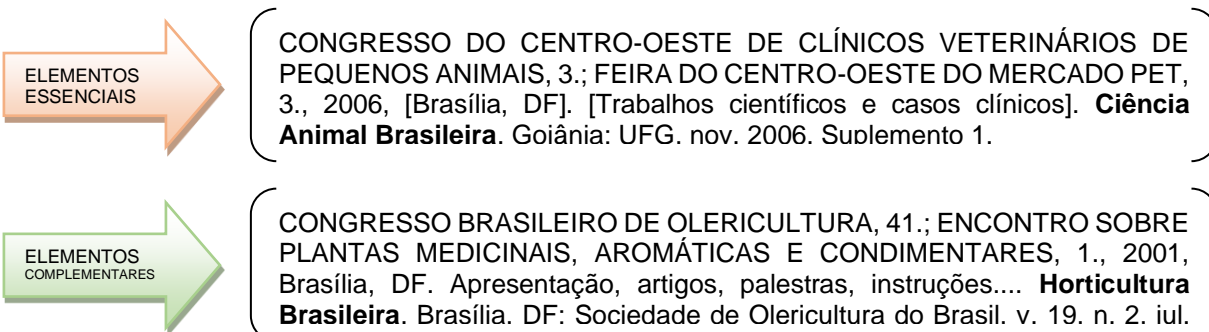 ELEMENTOS
ESSENCIAIS
CONGRESSO DO CENTRO-OESTE DE CLÍNICOS VETERINÁRIOS DE
PEQUENOS ANIMAIS, 3.; FEIRA DO CENTRO-OESTE DO MERCADO PET,
3., 2006, [Brasília, DF]. [Trabalhos científicos e casos clínicos]. Ciência
Animal Brasileira. Goiânia: UFG, nov. 2006. Suplemento 1.
ELEMENTOS
COMPLEMENTARES
CONGRESSO BRASILEIRO DE OLERICULTURA, 41.; ENCONTRO SOBRE
PLANTAS MEDICINAIS, AROMÁTICAS E CONDIMENTARES, 1., 2001,
Brasília, DF. Apresentação, artigos, palestras, instruções.... Horticultura
Brasileira. Brasília, DF: Sociedade de Olericultura do Brasil, v. 19, n. 2, jul.